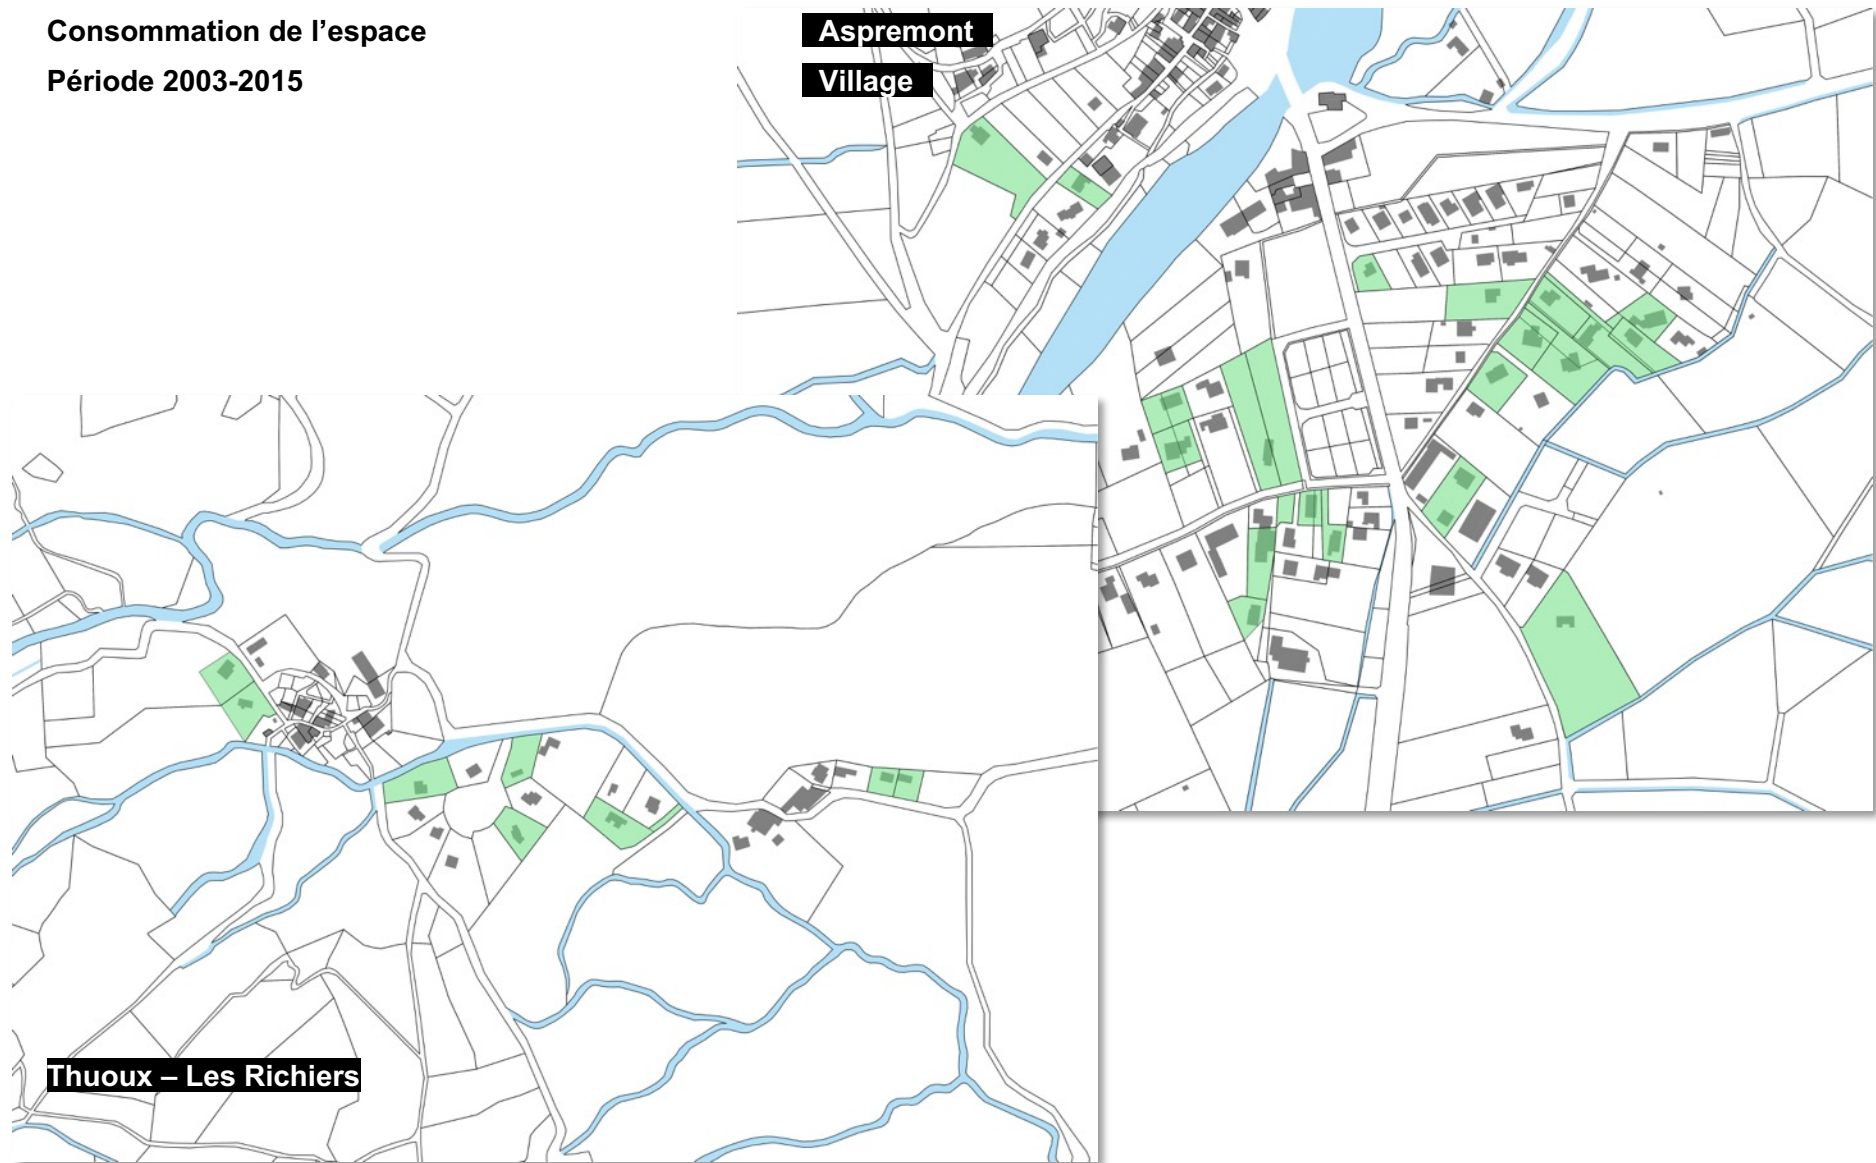 Consommation de l’espace
Période 2003-2015
Aspremont
Village
Thuoux – Les Richiers